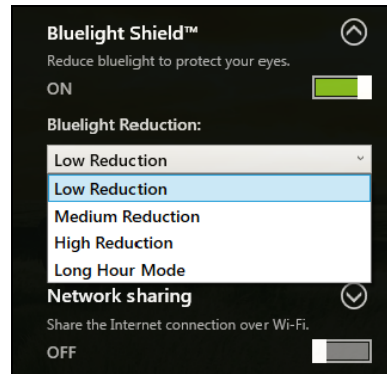 Bluelight Shield™
Reduce bluelight to protect your eyes.
ON
Bluelight Reduction:
Low Reduction
Low Reduction
Medium Reduction
High Reduction
Long Hour Mode
Network sharing
Share the Internet connection over Wi-Fi.
OFF